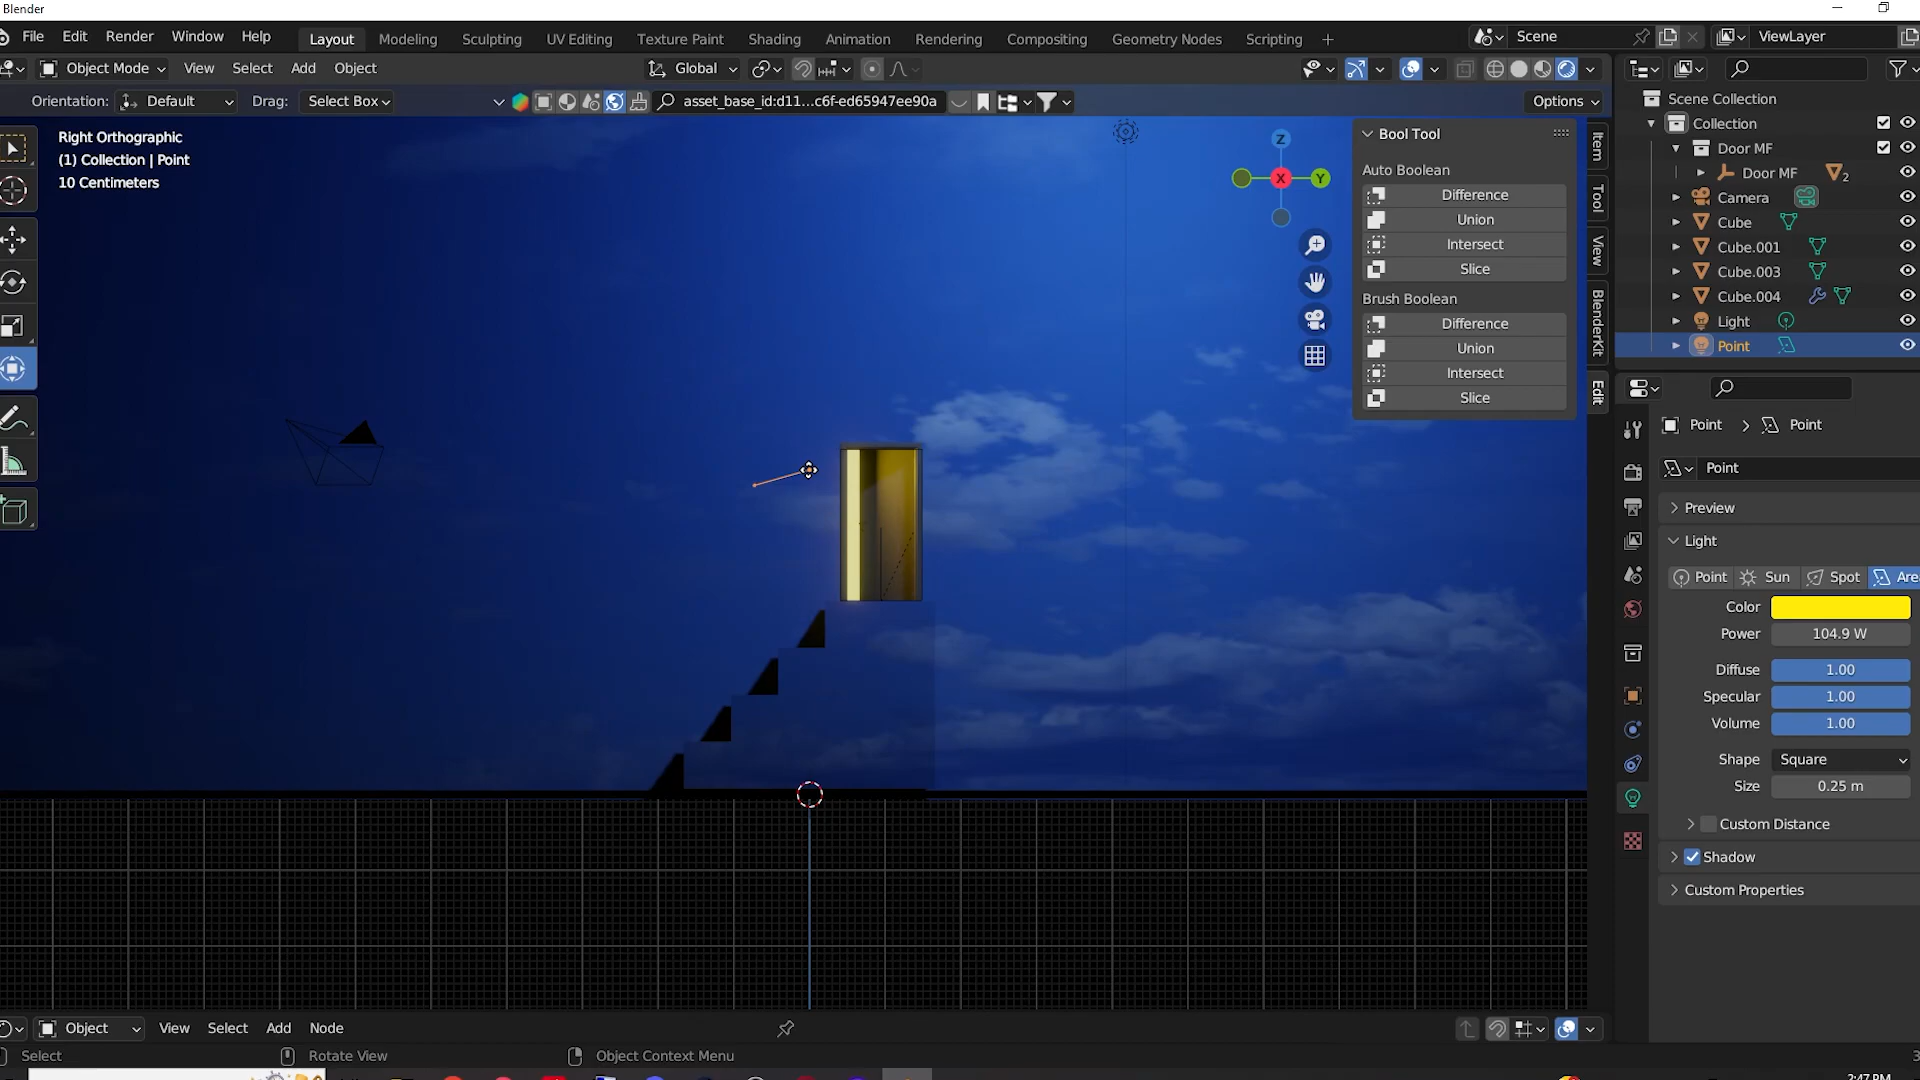 Blender
File Edit Render Window Help Layout Modeling Sculpting UV Editing Texture Paint Shading Animation Rendering Compositing Geometry Nodes Scripting + Scene ViewLayer
Object Mode View Select Add Object Global
Orientation: Default Drag: Select Box asset_base_id:d11...c6f-ed65947ee90a Options
Right Orthographic
(1) Collection | Point
10 Centimeters
Z
X
Y
Bool Tool
Auto Boolean
Difference
Union
Intersect
Slice
Brush Boolean
Difference
Union
Intersect
Slice
Item
Tool
View
BlenderKit
Edit
Scene Collection
Collection
Door MF
Door MF 2
Camera
Cube
Cube.001
Cube.003
Cube.004
Light
Point
Point > Point
Point
Preview
Light
Point Sun Spot Are
Color
Power 104.9 W
Diffuse 1.00
Specular 1.00
Volume 1.00
Shape Square
Size 0.25 m
Custom Distance
Shadow
Custom Properties
Object View Select Add Node
Select Rotate View Object Context Menu 3
2:47 PM